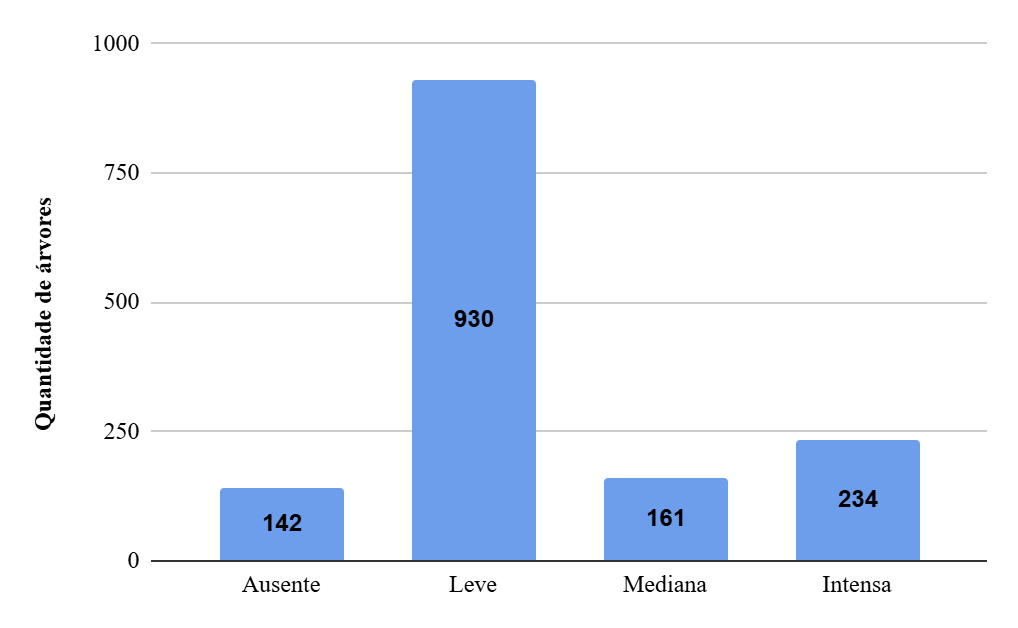 Quantidade de árvores
1000
750
500
250
0
930
142
161
234
Ausente
Leve
Mediana
Intensa